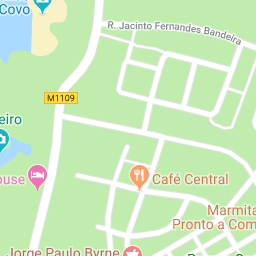 Covo
R. Jacinto Fernandes Bandeira
M1109
eiro
ouse
Café Central
Marmita
Pronto a Com
Jorge Paulo Byrne